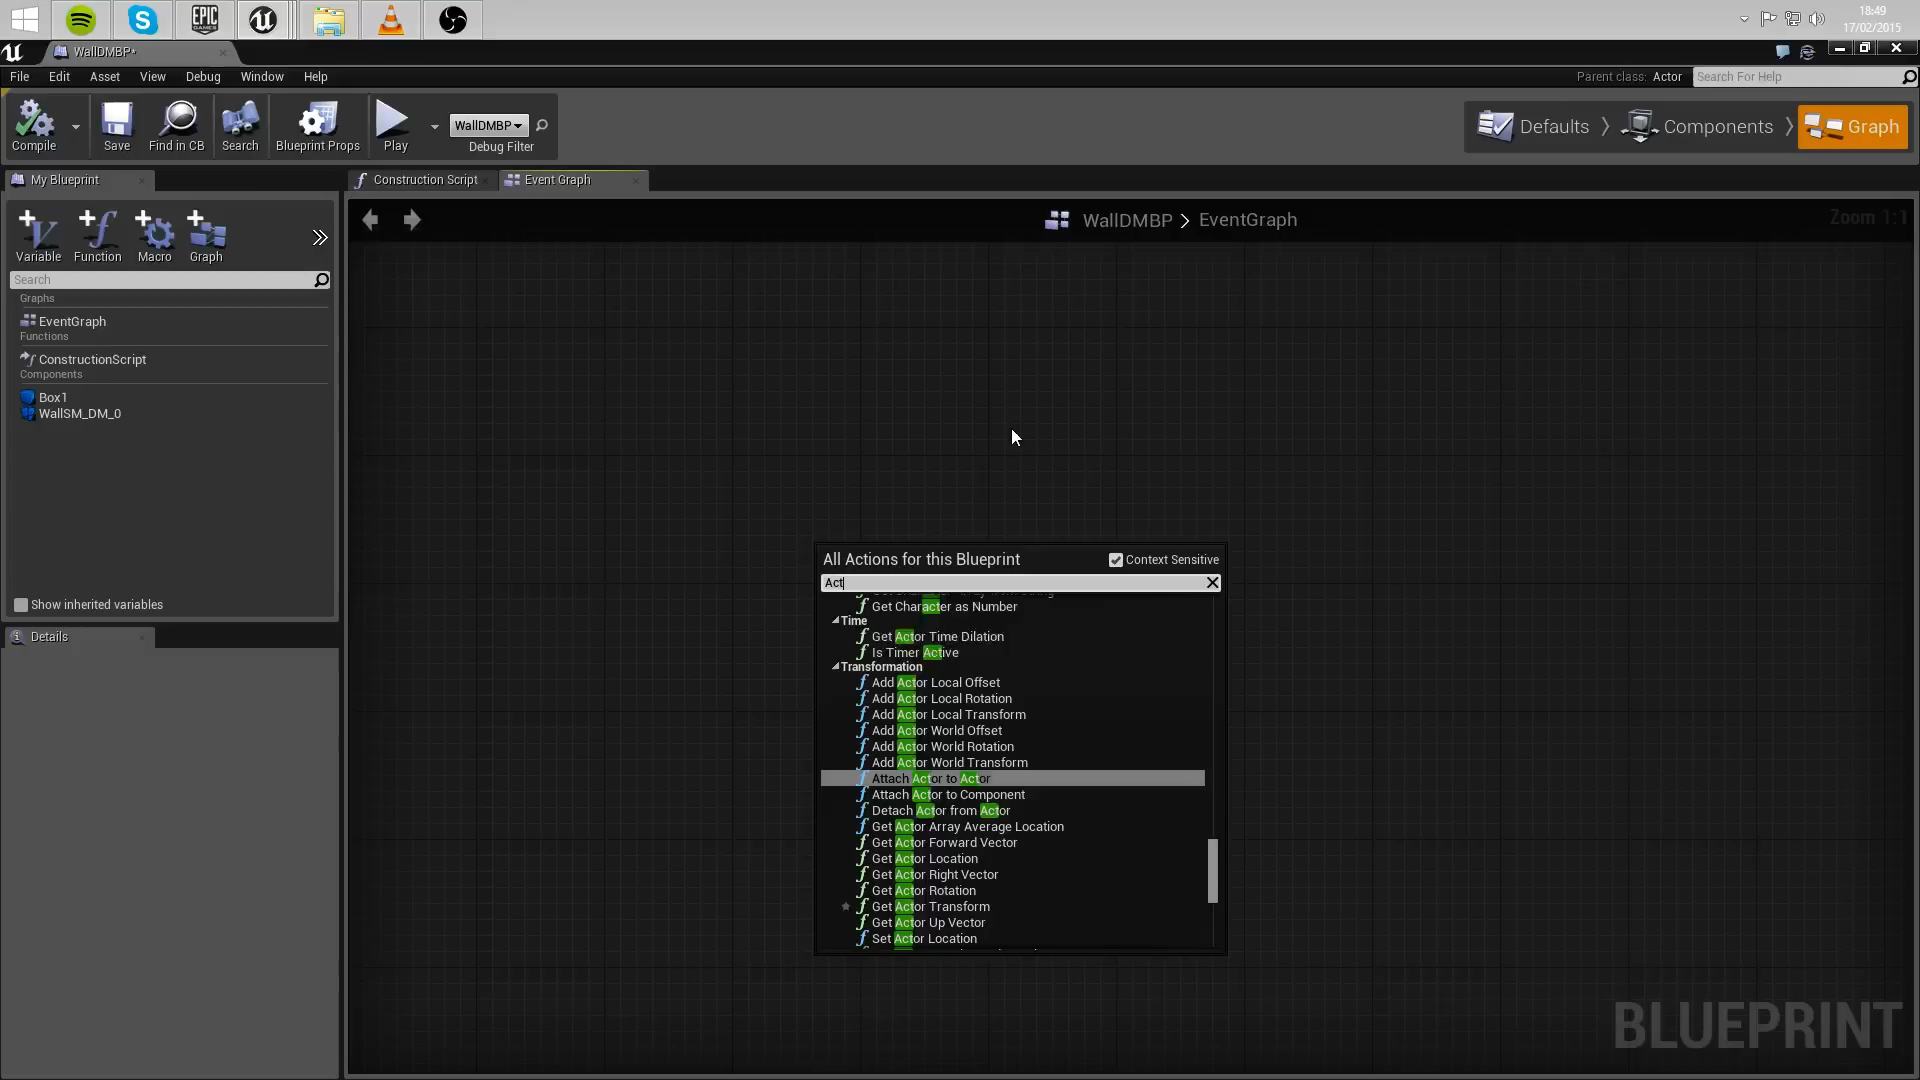 EPIC GAMES
18:49
17/02/2015
WallDMBP*
File Edit Asset View Debug Window Help
Parent class: Actor
Search For Help
Compile
Save
Find in CB
Search
Blueprint Props
Play
WallDMBP
Debug Filter
Defaults
Components
Graph
My Blueprint
Construction Script
Event Graph
Variable
Function
Macro
Graph
WallDMBP > EventGraph
Zoom 1:1
Search
Graphs
EventGraph
Functions
ConstructionScript
Components
Box1
WallSM_DM_0
Show inherited variables
Details
All Actions for this Blueprint
Context Sensitive
Act
Get Character as Number
Time
Get Actor Time Dilation
Is Timer Active
Transformation
Add Actor Local Offset
Add Actor Local Rotation
Add Actor Local Transform
Add Actor World Offset
Add Actor World Rotation
Add Actor World Transform
Attach Actor to Actor
Attach Actor to Component
Detach Actor from Actor
Get Actor Array Average Location
Get Actor Forward Vector
Get Actor Location
Get Actor Right Vector
Get Actor Rotation
Get Actor Transform
Get Actor Up Vector
Set Actor Location
BLUEPRINT